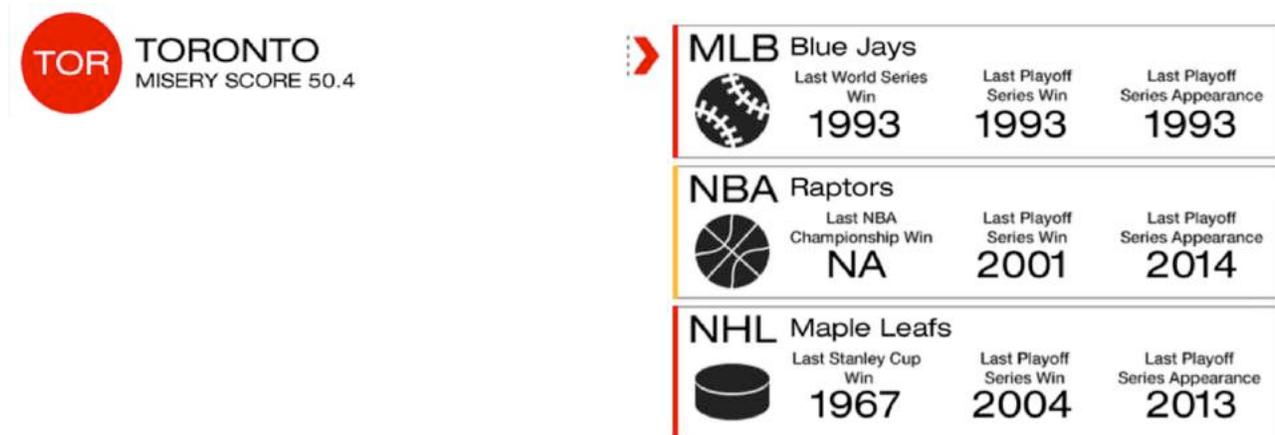 TOR
TORONTO
MISERY SCORE 50.4
MLB Blue Jays
Last World Series Win
1993
Last Playoff Series Win
1993
Last Playoff Series Appearance
1993
NBA Raptors
Last NBA Championship Win
NA
Last Playoff Series Win
2001
Last Playoff Series Appearance
2014
NHL Maple Leafs
Last Stanley Cup Win
1967
Last Playoff Series Win
2004
Last Playoff Series Appearance
2013